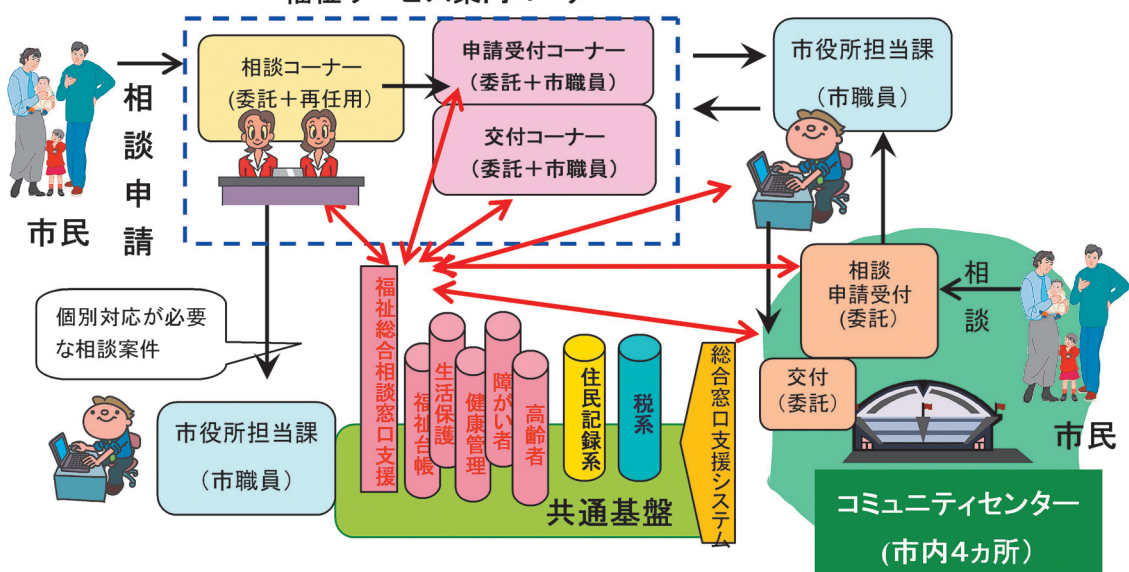 相談コーナー
(委託＋再任用)
申請受付コーナー
(委託＋市職員)
交付コーナー
(委託＋市職員)
市役所担当課
(市職員)
相談申請
市民
個別対応が必要
な相談案件
市役所担当課
(市職員)
福祉総合相談窓口支援
福祉台帳
生活保護
健康管理
障がい者
高齢者
住民記録系
税系
総合窓口支援システム
共通基盤
相談
申請受付
(委託)
相談
交付
(委託)
市民
コミュニティセンター
(市内4ヵ所)